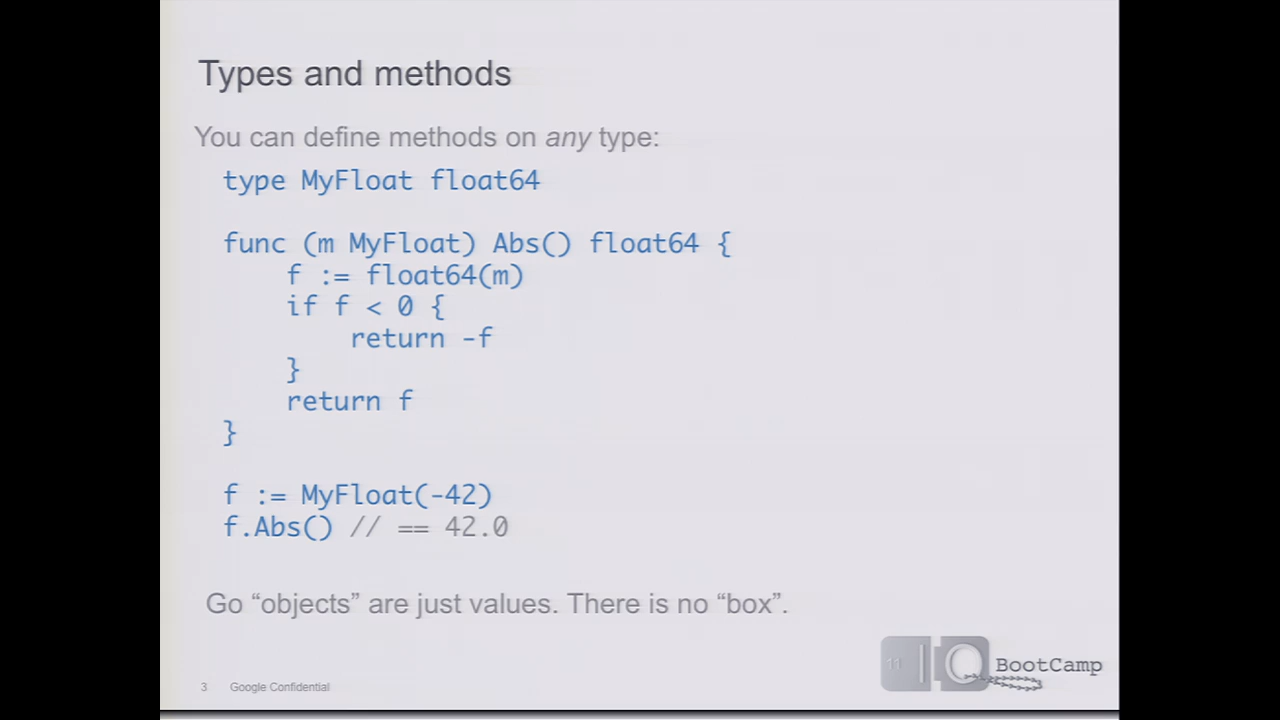 Types and methods
You can define methods on any type:
type MyFloat float64
func (m MyFloat) Abs() float64 {
f := float64(m)
if f < 0 {
return -f
}
return f
}
f := MyFloat(-42)
f.Abs() // == 42.0
Go “objects” are just values. There is no “box”.
11 IO BootCamp
3 Google Confidential